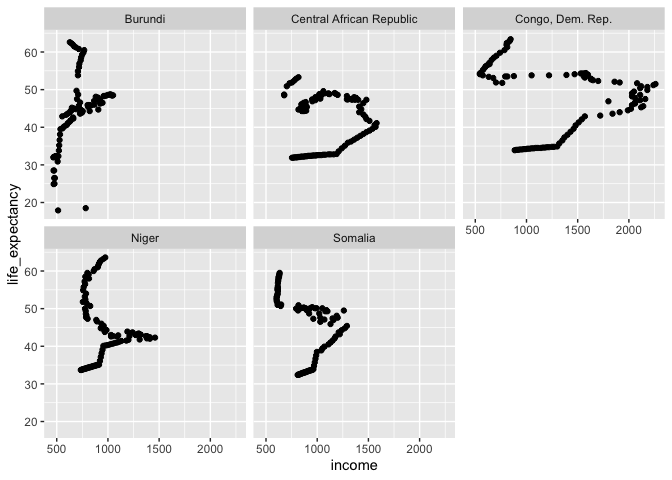 Burundi
Central African Republic
Congo, Dem. Rep.
60
50
40
30
20
500 1000 1500 2000
Niger
Somalia
60
50
40
30
20
500 1000 1500 2000
500 1000 1500 2000
life_expectancy
income